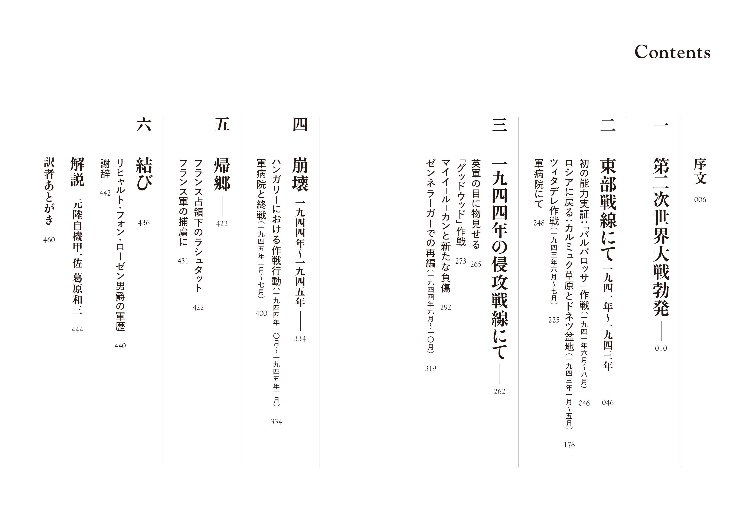 Contents
序文 006
一 第二次世界大戦勃発 010
二 東部戦線にて 一九四一年〜一九四三年 046
初の能力実証:「バルバロッサ」作戦(一九四一年六月〜八月) 046
ロシアに戻る:カルミュク草原とドネツ盆地(一九四三年一月〜五月) 176
ツィタデレ作戦(一九四三年六月〜七月) 225
軍病院にて 248
三 一九四四年の侵攻戦線にて 262
英軍の目に物見せる 265
「グッドウッド」作戦 273
マイイ=ル=カンと新たな負傷 292
ゼンネラーガーでの再編(一九四四年九月〜一〇月) 319
四 崩壊 一九四四年〜一九四五年 334
ハンガリーにおける作戦行動(一九四四年一〇月〜一九四五年一月) 334
軍病院と終戦(一九四五年二月〜七月) 400
五 帰郷 422
フランス占領下のラシュタット 422
フランス軍の捕虜に 431
六 結び 436
リヒャルト・フォン・ローゼン男爵の軍歴 440
謝辞 442
解説 元陸自機甲一佐 葛原和三 444
訳者あとがき 460